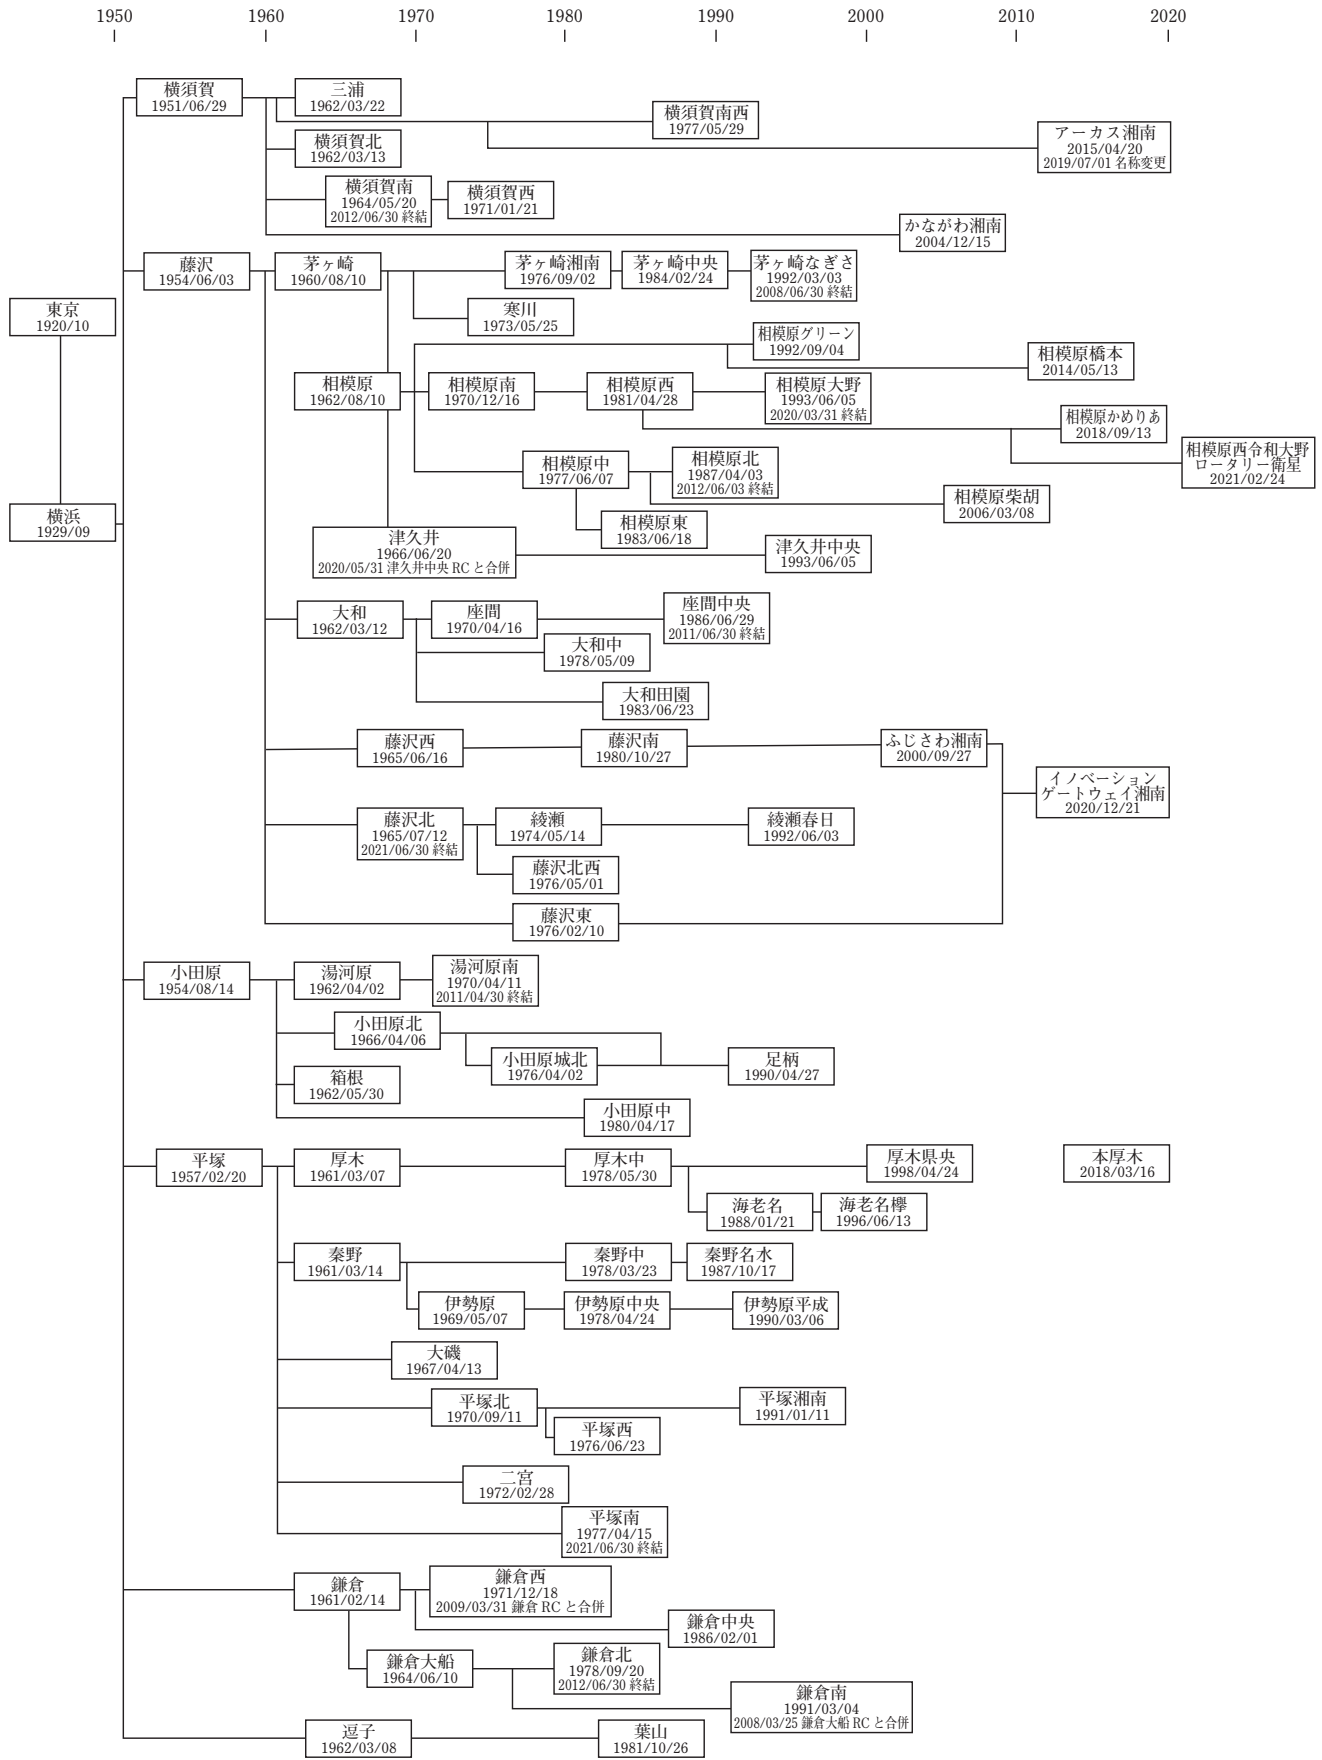 1950 1960 1970 1980 1990 2000 2010 2020
横須賀
1951/06/29
三浦
1962/03/22
横須賀南西
1977/05/29
アーカス湘南
2015/04/20
2019/07/01 名称変更
横須賀北
1962/03/13
横須賀南
1964/05/20
2012/06/30 終結
横須賀西
1971/01/21
かながわ湘南
2004/12/15
藤沢
1954/06/03
茅ヶ崎
1960/08/10
茅ヶ崎湘南
1976/09/02
茅ヶ崎中央
1984/02/24
茅ヶ崎なぎさ
1992/03/03
2008/06/30 終結
東京
1920/10
寒川
1973/05/25
相模原グリーン
1992/09/04
相模原橋本
2014/05/13
相模原
1962/08/10
相模原南
1970/12/16
相模原西
1981/04/28
相模原大野
1993/06/05
2020/03/31 終結
相模原かめりあ
2018/09/13
相模原西令和大野
ロータリー衛星
2021/02/24
相模原中
1977/06/07
相模原北
1987/04/03
2012/06/03 終結
相模原柴胡
2006/03/08
横浜
1929/09
相模原東
1983/06/18
津久井
1966/06/20
2020/05/31 津久井中央 RC と合併
津久井中央
1993/06/05
大和
1962/03/12
座間
1970/04/16
座間中央
1986/06/29
2011/06/30 終結
大和中
1978/05/09
大和田園
1983/06/23
藤沢西
1965/06/16
藤沢南
1980/10/27
ふじさわ湘南
2000/09/27
イノベーション
ゲートウェイ湘南
2020/12/21
藤沢北
1965/07/12
2021/06/30 終結
綾瀬
1974/05/14
綾瀬春日
1992/06/03
藤沢北西
1976/05/01
藤沢東
1976/02/10
小田原
1954/08/14
湯河原
1962/04/02
湯河原南
1970/04/11
2011/04/30 終結
小田原北
1966/04/06
小田原城北
1976/04/02
足柄
1990/04/27
箱根
1962/05/30
小田原中
1980/04/17
平塚
1957/02/20
厚木
1961/03/07
厚木中
1978/05/30
厚木県央
1998/04/24
本厚木
2018/03/16
海老名
1988/01/21
海老名欅
1996/06/13
秦野
1961/03/14
秦野中
1978/03/23
秦野名水
1987/10/17
伊勢原
1969/05/07
伊勢原中央
1978/04/24
伊勢原平成
1990/03/06
大磯
1967/04/13
平塚北
1970/09/11
平塚湘南
1991/01/11
平塚西
1976/06/23
二宮
1972/02/28
平塚南
1977/04/15
2021/06/30 終結
鎌倉
1961/02/14
鎌倉西
1971/12/18
2009/03/31 鎌倉 RC と合併
鎌倉中央
1986/02/01
鎌倉大船
1964/06/10
鎌倉北
1978/09/20
2012/06/30 終結
鎌倉南
1991/03/04
2008/03/25 鎌倉大船 RC と合併
逗子
1962/03/08
葉山
1981/10/26